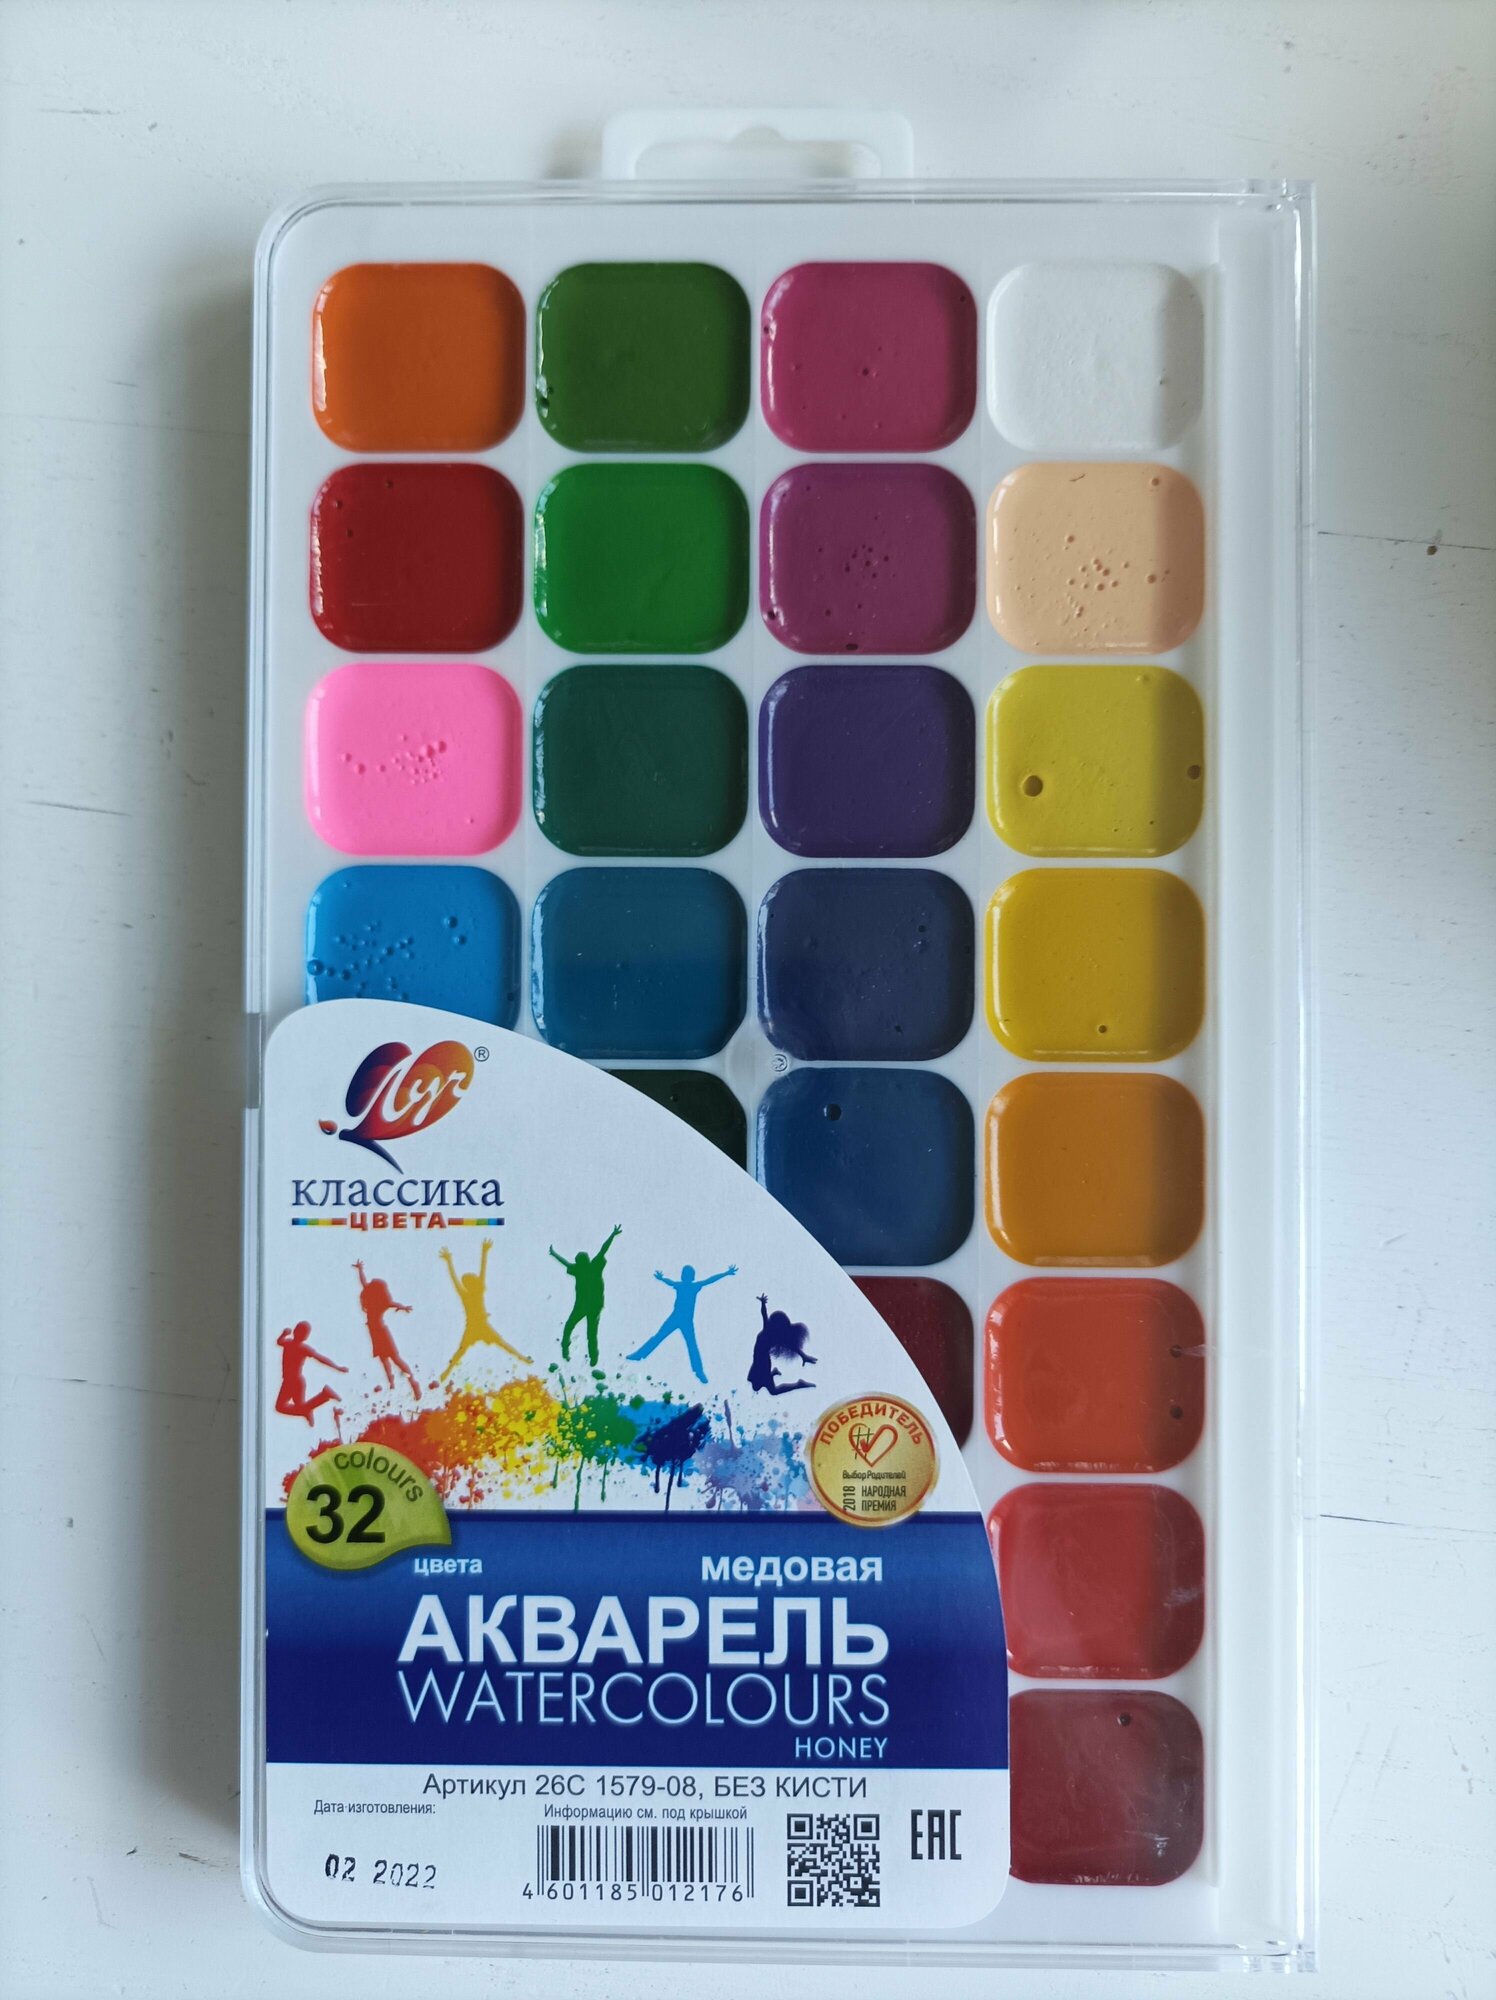 Луч®
классика
ЦВЕТА
ПОБЕДИТЕЛЬ
Выбор Родителей
2018 НАРОДНАЯ
ПРЕМИЯ
colours
32
цвета
медовая
АКВАРЕЛЬ
WATERCOLOURS
HONEY
Артикул 26С 1579-08, БЕЗ КИСТИ
Дата изготовления:
Информацию см. под крышкой
02 2022
4 601185 012176
EAC